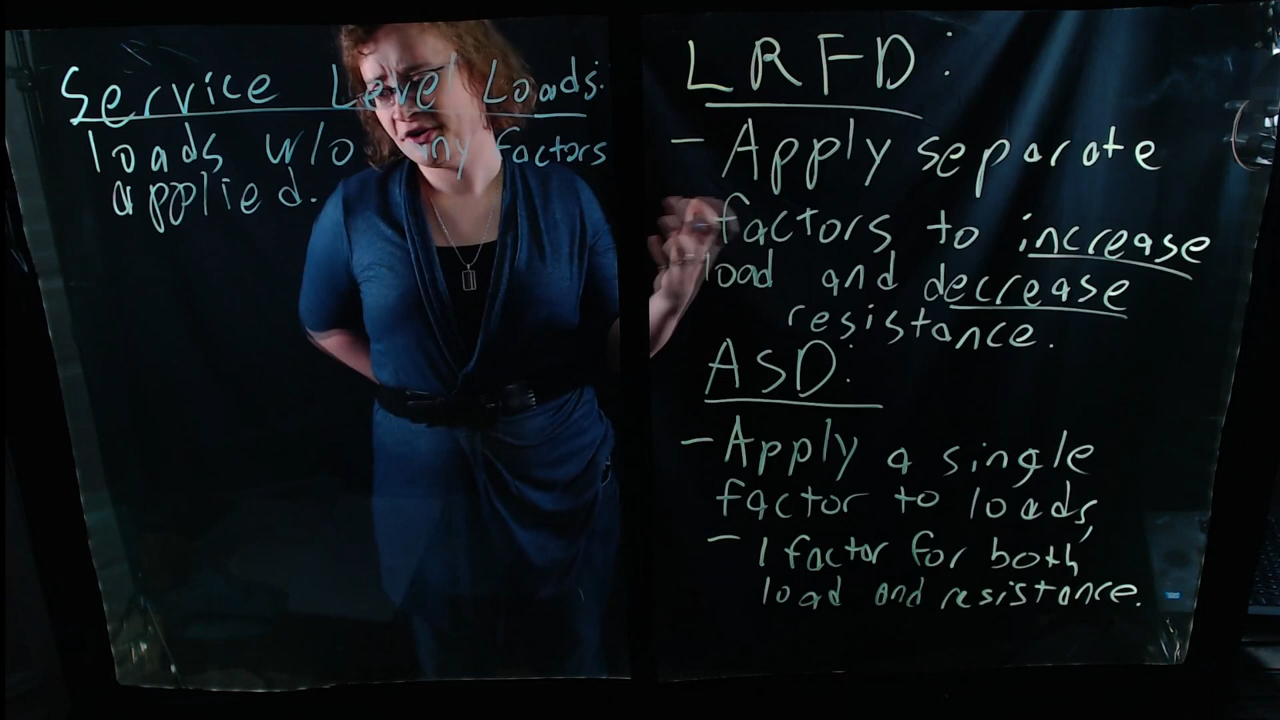 Service Level Loads:
loads w/o any factors
applied.
LRFD:
- Apply separate
factors to increase
load and decrease
resistance.
ASD:
- Apply a single
factor to loads,
- 1 factor for both
load and resistance.